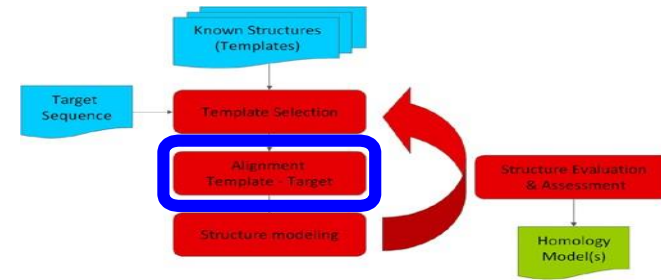 Known Structures
(Templates)
Target
Sequence
Template Selection
Alignment
Template - Target
Structure modeling
Structure Evaluation
& Assessment
Homology
Model(s)